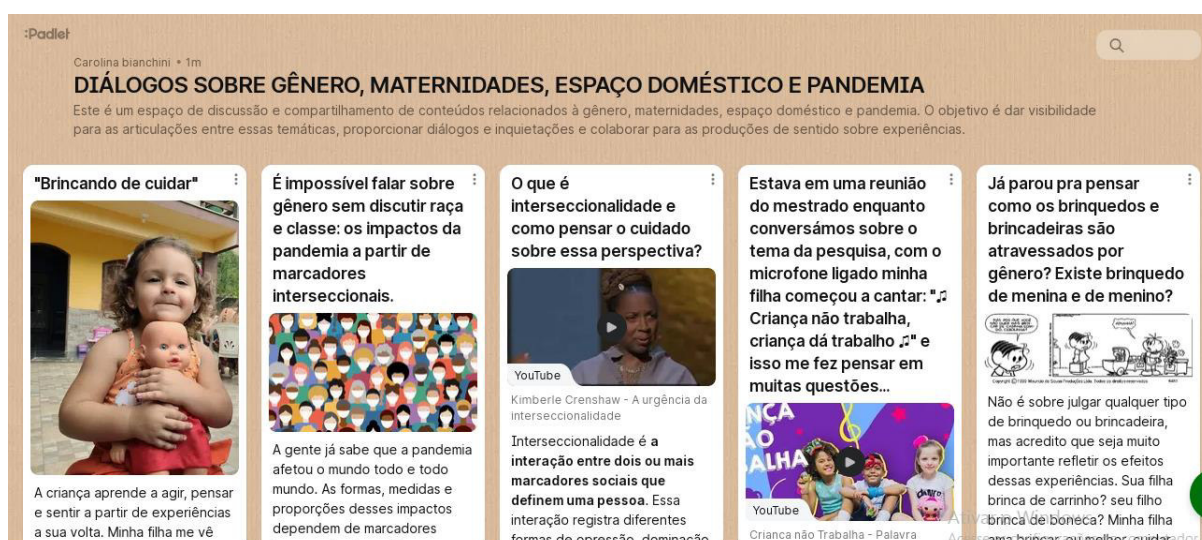 :Padlet
Carolina bianchini • 1m
DIÁLOGOS SOBRE GÊNERO, MATERNIDADES, ESPAÇO DOMÉSTICO E PANDEMIA
Este é um espaço de discussão e compartilhamento de conteúdos relacionados à gênero, maternidades, espaço doméstico e pandemia. O objetivo é dar visibilidade
para as articulações entre essas temáticas, proporcionar diálogos e inquietações e colaborar para as produções de sentido sobre experiências.
"Brincando de cuidar"
A criança aprende a agir, pensar
e sentir a partir de experiências
a sua volta. Minha filha me vê
É impossível falar sobre
gênero sem discutir raça
e classe: os impactos da
pandemia a partir de
marcadores
interseccionais.
A gente já sabe que a pandemia
afetou o mundo todo e todo
mundo. As formas, medidas e
proporções desses impactos
dependem de marcadores
O que é
interseccionalidade e
como pensar o cuidado
sobre essa perspectiva?
YouTube
Kimberle Crenshaw - A urgência da
interseccionalidade
Interseccionalidade é a
interação entre dois ou mais
marcadores sociais que
definem uma pessoa. Essa
interação registra diferentes
formas de opressão, dominação
Estava em uma reunião
do mestrado enquanto
conversámos sobre o
tema da pesquisa, com o
microfone ligado minha
filha começou a cantar: "♫
Criança não trabalha,
criança dá trabalho ♫" e
isso me fez pensar em
muitas questões...
NÇA
ÃO
BALHA
YouTube
Criança não Trabalha - Palavra
Já parou pra pensar
como os brinquedos e
brincadeiras são
atravessados por
gênero? Existe brinquedo
de menina e de menino?
Não é sobre julgar qualquer tipo
de brinquedo ou brincadeira,
mas acredito que seja muito
importante refletir os efeitos
dessas experiências. Sua filha
brinca de carrinho? seu filho
brinca de boneca? Minha filha
Ativar o Windows